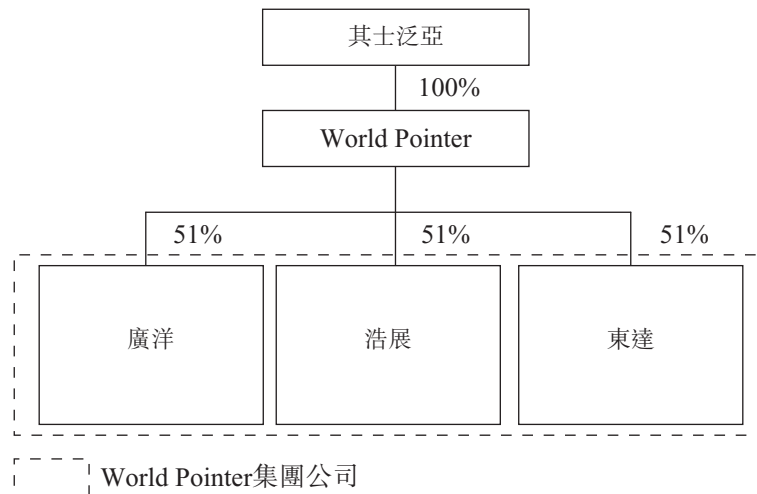 其士泛亞
100%
World Pointer
51% 51% 51%
廣洋 浩展 東達
World Pointer集團公司